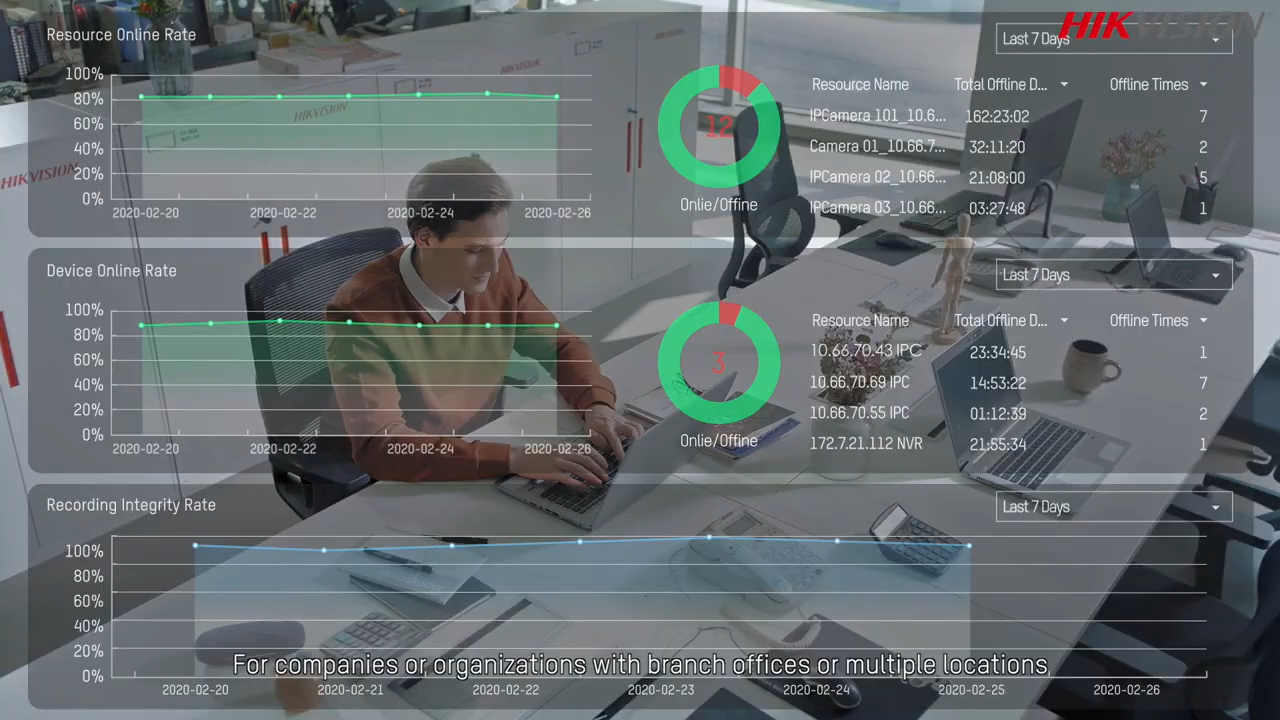 HIKVISION
Resource Online Rate
Last 7 Days
100%
80%
60%
40%
20%
0%
2020-02-20
2020-02-22
2020-02-24
2020-02-26
12
Onlie/Offine
Resource Name Total Offline D... Offline Times
IPCamera 101_10.6... 162:23:02 7
Camera 01_10.66.7... 32:11:20 2
IPCamera 02_10.66... 21:08:00 5
IPCamera 03_10.66... 03:27:48 1
HIKVISION
HIKVISION
HIKVISION
Device Online Rate
Last 7 Days
100%
80%
60%
40%
20%
0%
2020-02-20
2020-02-22
2020-02-24
2020-02-26
3
Onlie/Offine
Resource Name Total Offline D... Offline Times
10.66.70.43 IPC 23:34:45 1
10.66.70.69 IPC 14:53:22 7
10.66.70.55 IPC 01:12:39 2
172.7.21.112 NVR 21:55:34 1
Recording Integrity Rate
Last 7 Days
100%
80%
60%
40%
20%
0%
2020-02-20
2020-02-21
2020-02-22
2020-02-23
2020-02-24
2020-02-25
2020-02-26
For companies or organizations with branch offices or multiple locations,